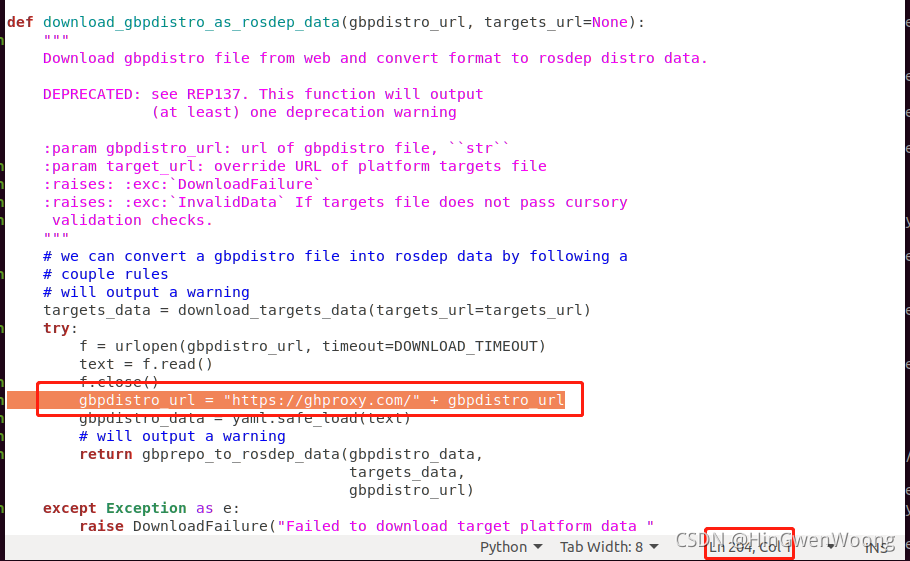 def download_gbpdistro_as_rosdep_data(gbpdistro_url, targets_url=None):
"""
Download gbpdistro file from web and convert format to rosdep distro data.
DEPRECATED: see REP137. This function will output
(at least) one deprecation warning
:param gbpdistro_url: url of gbpdistro file, ``str``
:param target_url: override URL of platform targets file
:raises: :exc:`DownloadFailure`
:raises: :exc:`InvalidData` If targets file does not pass cursory
validation checks.
"""
# we can convert a gbpdistro file into rosdep data by following a
# couple rules
# will output a warning
targets_data = download_targets_data(targets_url=targets_url)
try:
f = urlopen(gbpdistro_url, timeout=DOWNLOAD_TIMEOUT)
text = f.read()
f.close()
gbpdistro_url = "https://ghproxy.com/" + gbpdistro_url
gbpdistro_data = yaml.safe_load(text)
# will output a warning
return gbprepo_to_rosdep_data(gbpdistro_data,
targets_data,
gbpdistro_url)
except Exception as e:
raise DownloadFailure("Failed to download target platform data "
Python Tab Width: 8 Ln 204, Col 1 INS
CSDN @HinGwenWoong